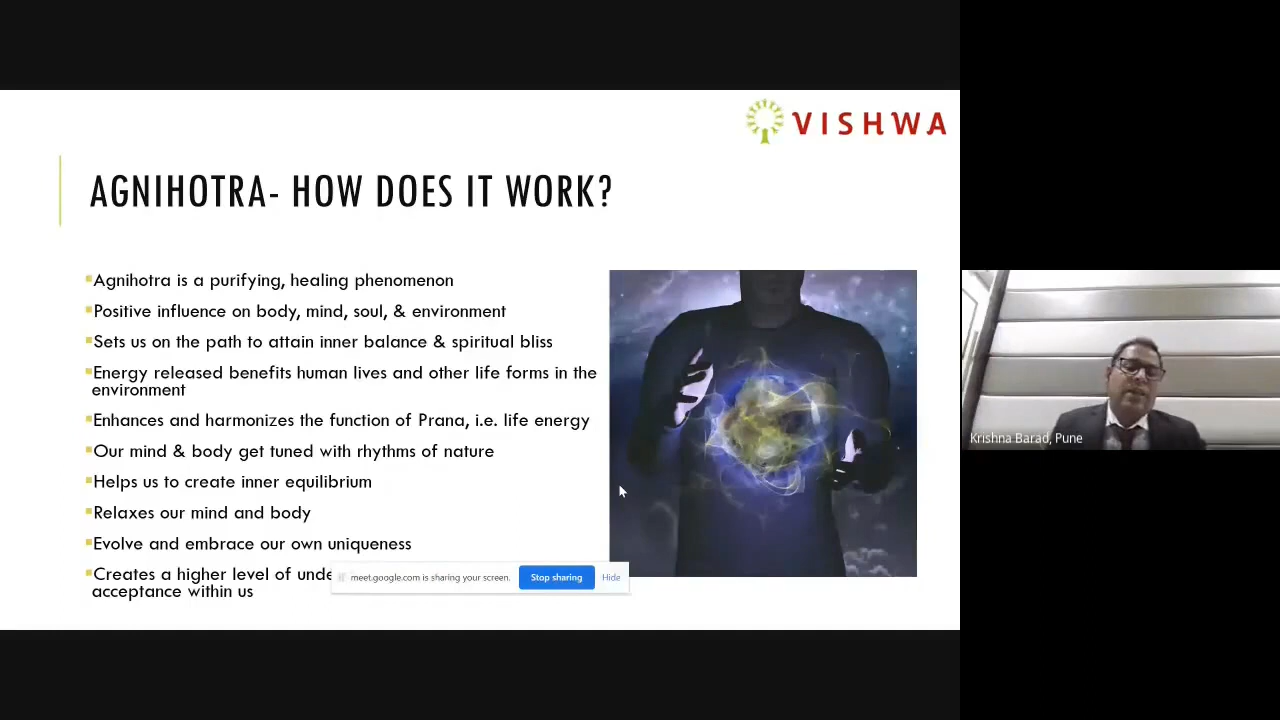 VISHWA
AGNIHOTRA- HOW DOES IT WORK?
Agnihotra is a purifying, healing phenomenon
Positive influence on body, mind, soul, & environment
Sets us on the path to attain inner balance & spiritual bliss
Energy released benefits human lives and other life forms in the
environment
Enhances and harmonizes the function of Prana, i.e. life energy
Our mind & body get tuned with rhythms of nature
Helps us to create inner equilibrium
Relaxes our mind and body
Evolve and embrace our own uniqueness
Creates a higher level of
acceptance within us
meet.google.com is sharing your screen.
Stop sharing
Hide
Krishna Barad, Pune